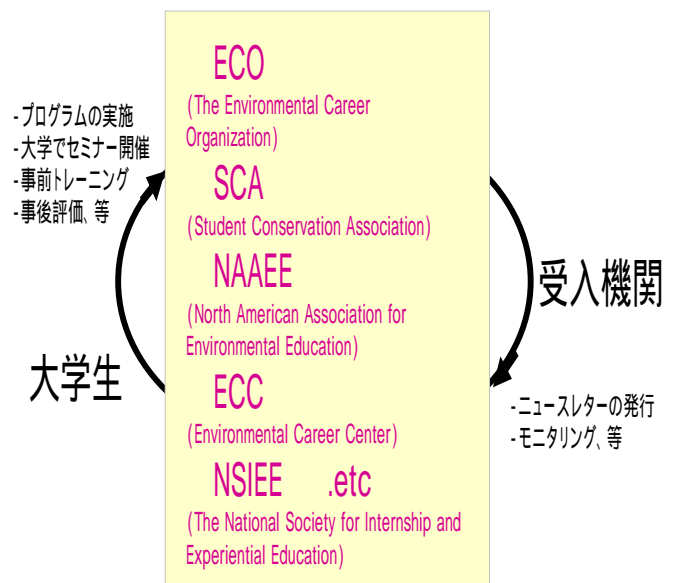 ECO
(The Environmental Career
Organization)
SCA
(Student Conservation Association)
NAAEE
(North American Association for
Environmental Education)
ECC
(Environmental Career Center)
NSIEE .etc
(The National Society for Internship and
Experiential Education)
-プログラムの実施
-大学でセミナー開催
-事前トレーニング
-事後評価、等
大学生
受入機関
-ニュースレターの発行
-モニタリング、等